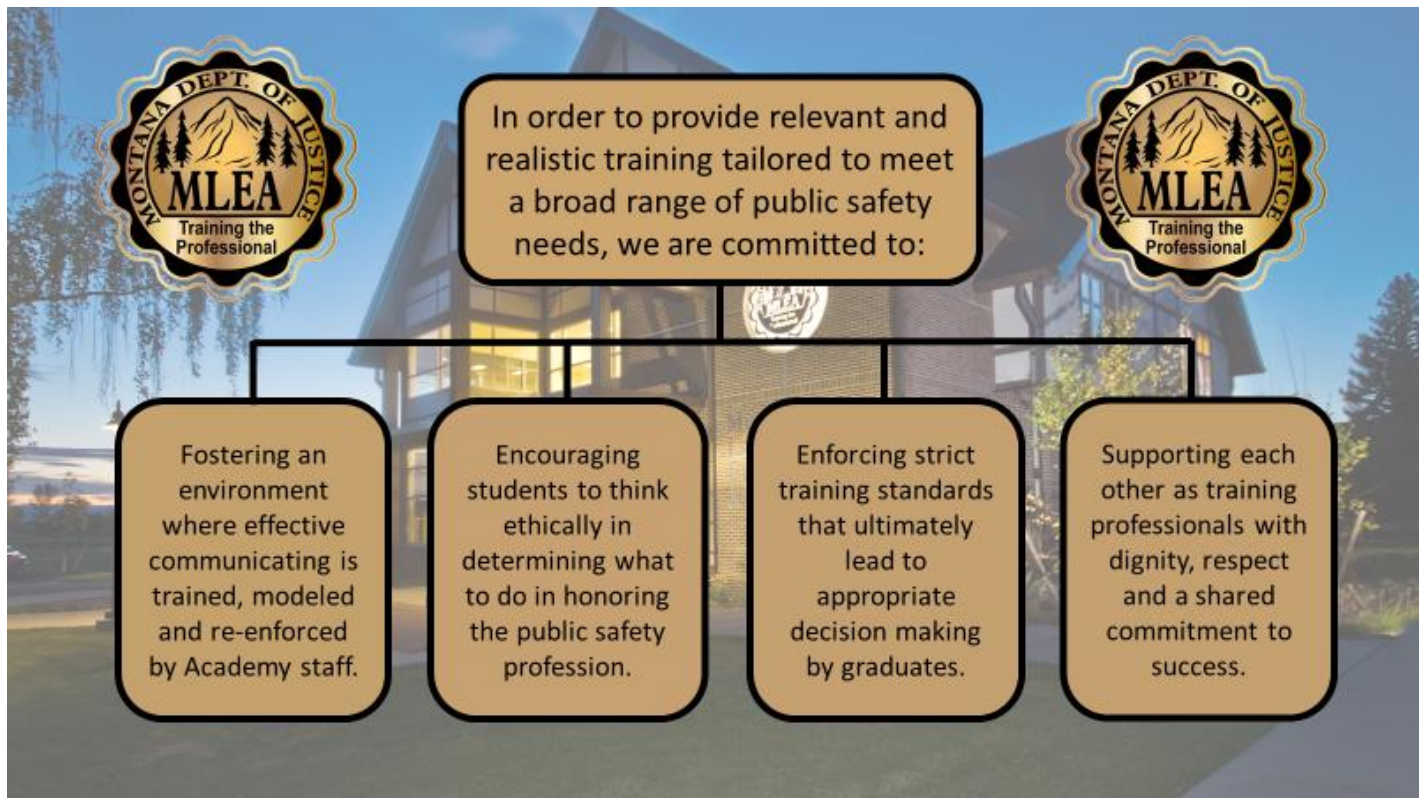 MONTANA DEPT. OF JUSTICE
MLEA
Training the
Professional
In order to provide relevant and
realistic training tailored to meet
a broad range of public safety
needs, we are committed to:
MONTANA DEPT. OF JUSTICE
MLEA
Training the
Professional
MLEA
Fostering an
environment
where effective
communicating is
trained, modeled
and re-enforced
by Academy staff.
Encouraging
students to think
ethically in
determining what
to do in honoring
the public safety
profession.
Enforcing strict
training standards
that ultimately
lead to
appropriate
decision making
by graduates.
Supporting each
other as training
professionals with
dignity, respect
and a shared
commitment to
success.